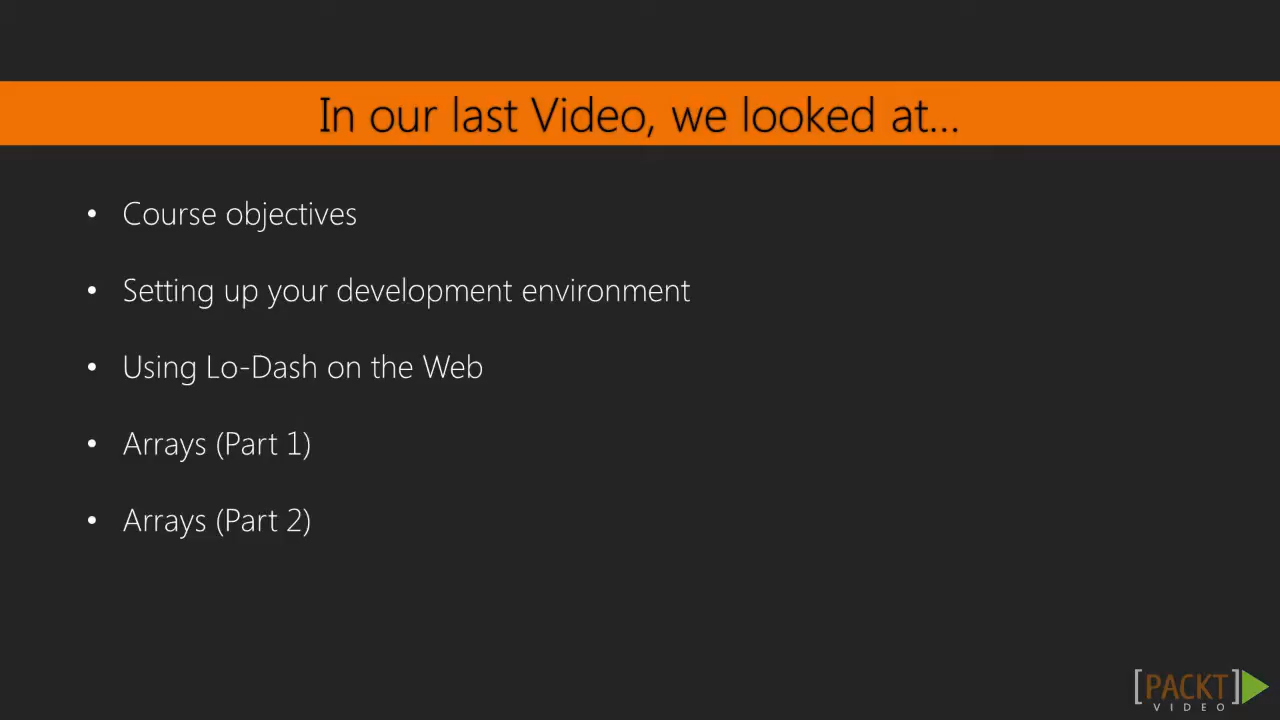 In our last Video, we looked at...
• Course objectives
• Setting up your development environment
• Using Lo-Dash on the Web
• Arrays (Part 1)
• Arrays (Part 2)
[PACKT]
VIDEO